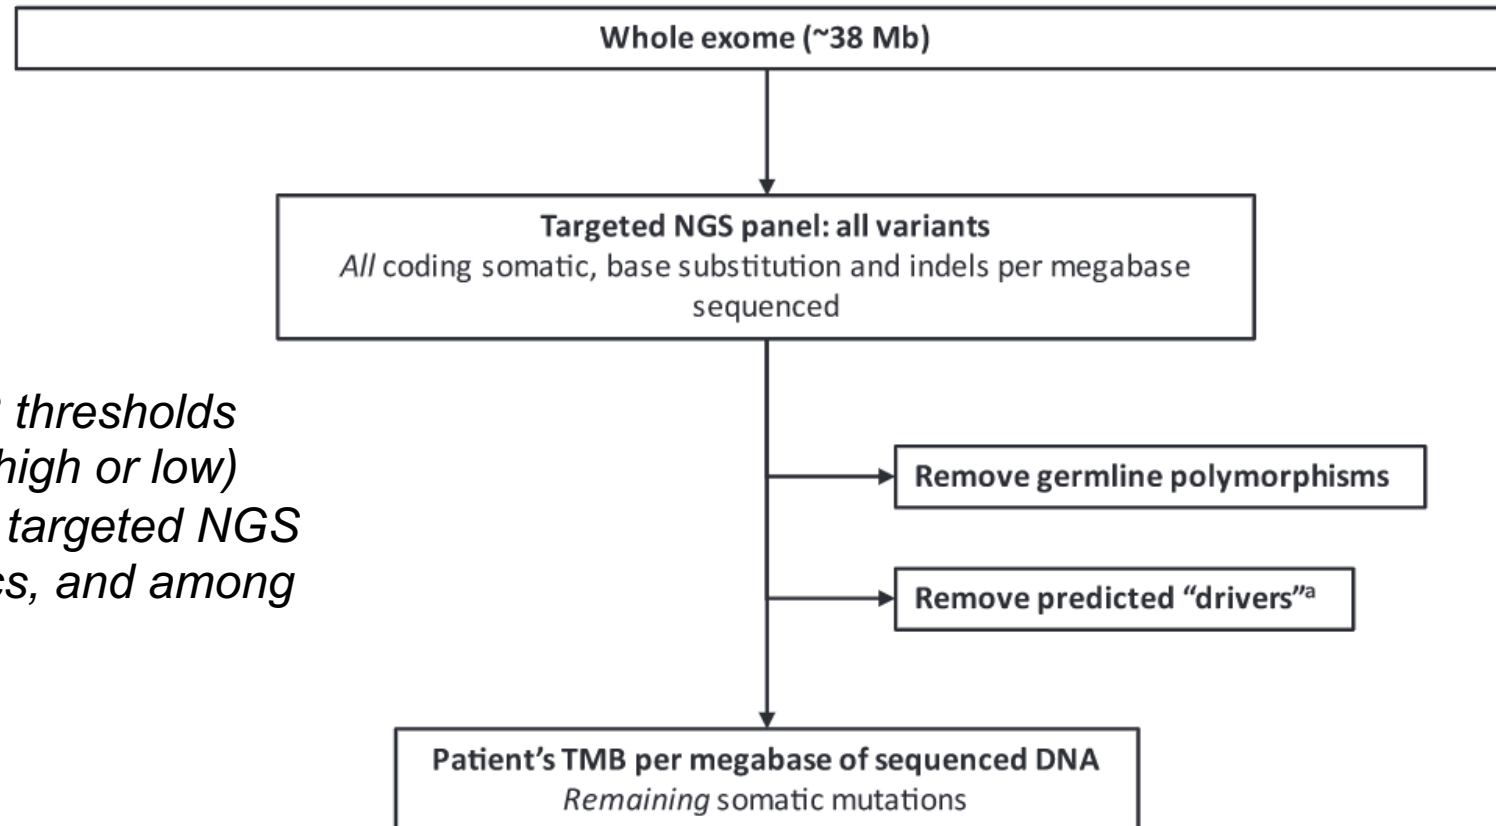 Whole exome (~38 Mb)
Targeted NGS panel: all variants
All coding somatic, base substitution and indels per megabase
sequenced
thresholds
high or low)
targeted NGS
cs, and among
Remove germline polymorphisms
Remove predicted “drivers”ª
Patient’s TMB per megabase of sequenced DNA
Remaining somatic mutations